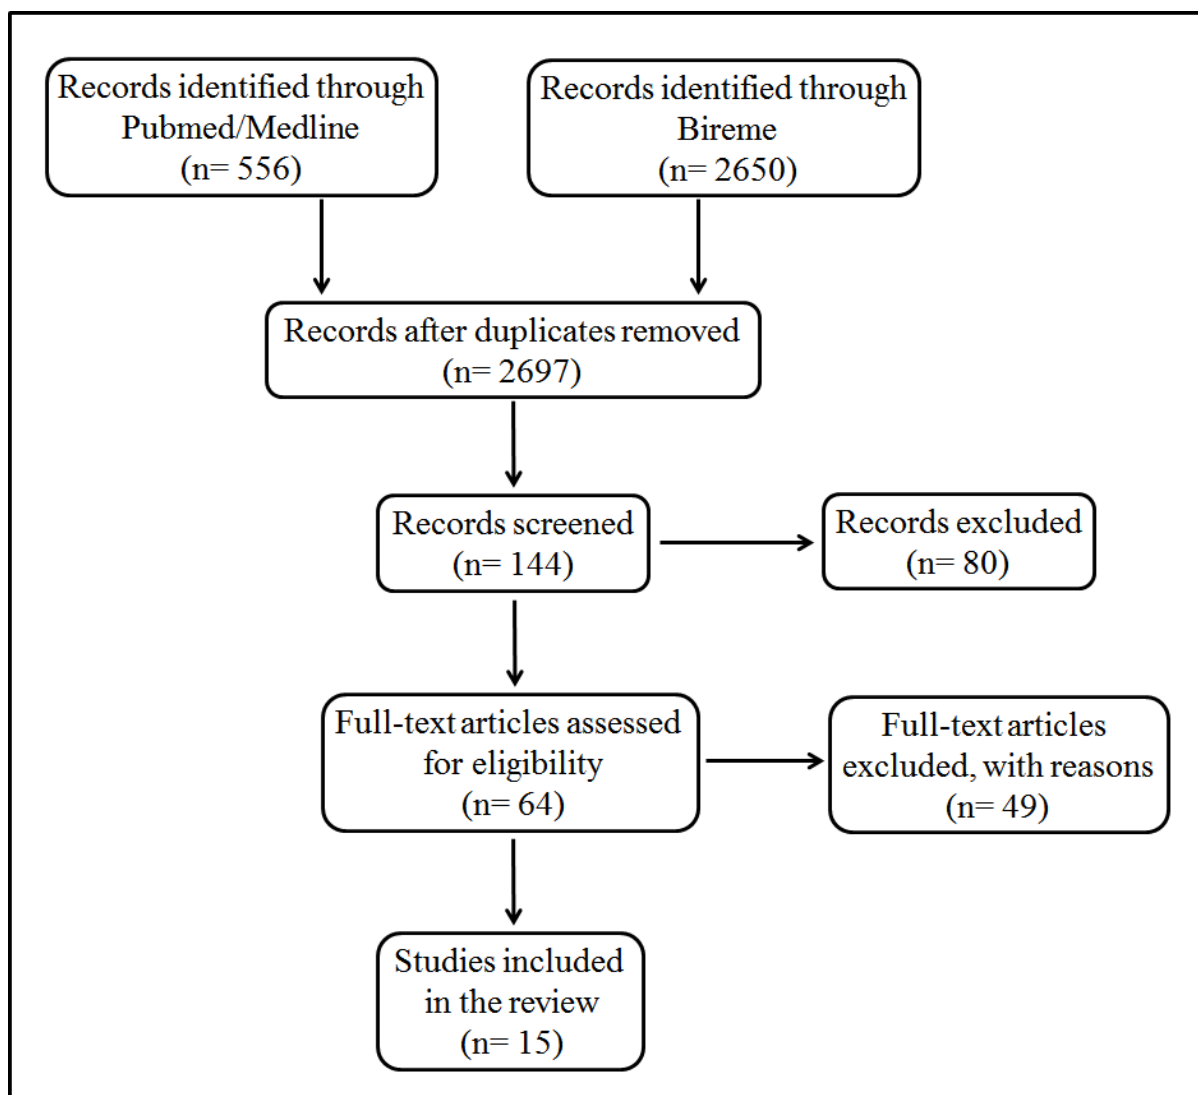 Records identified through
Pubmed/Medline
(n= 556)
Records identified through
Bireme
(n= 2650)
Records after duplicates removed
(n= 2697)
Records screened
(n= 144)
Records excluded
(n= 80)
Full-text articles assessed
for eligibility
(n= 64)
Full-text articles
excluded, with reasons
(n= 49)
Studies included
in the review
(n= 15)